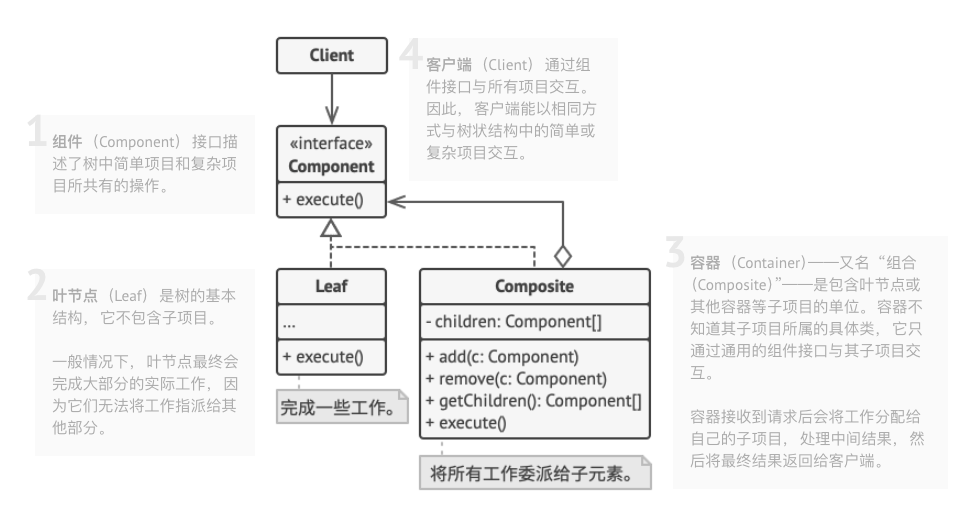 Client
4
客户端（Client） 通过组
件接口与所有项目交互。
因此， 客户端能以相同方
式与树状结构中的简单或
复杂项目交互。
1
组件 （Component） 接口描
述了树中简单项目和复杂项
目所共有的操作。
«interface»
Component
+ execute()
2
叶节点 （Leaf） 是树的基本
结构， 它不包含子项目。
一般情况下， 叶节点最终会
完成大部分的实际工作， 因
为它们无法将工作指派给其
他部分。
Leaf
...
+ execute()
完成一些工作。
Composite
- children: Component[]
+ add(c: Component)
+ remove(c: Component)
+ getChildren(): Component[]
+ execute()
将所有工作委派给子元素。
3
容器 （Container)——又名 “组合
(Composite）”——是包含叶节点或
其他容器等子项目的单位。 容器不
知道其子项目所属的具体类， 它只
通过通用的组件接口与其子项目交
互。
容器接收到请求后会将工作分配给
自己的子项目， 处理中间结果， 然
后将最终结果返回给客户端。